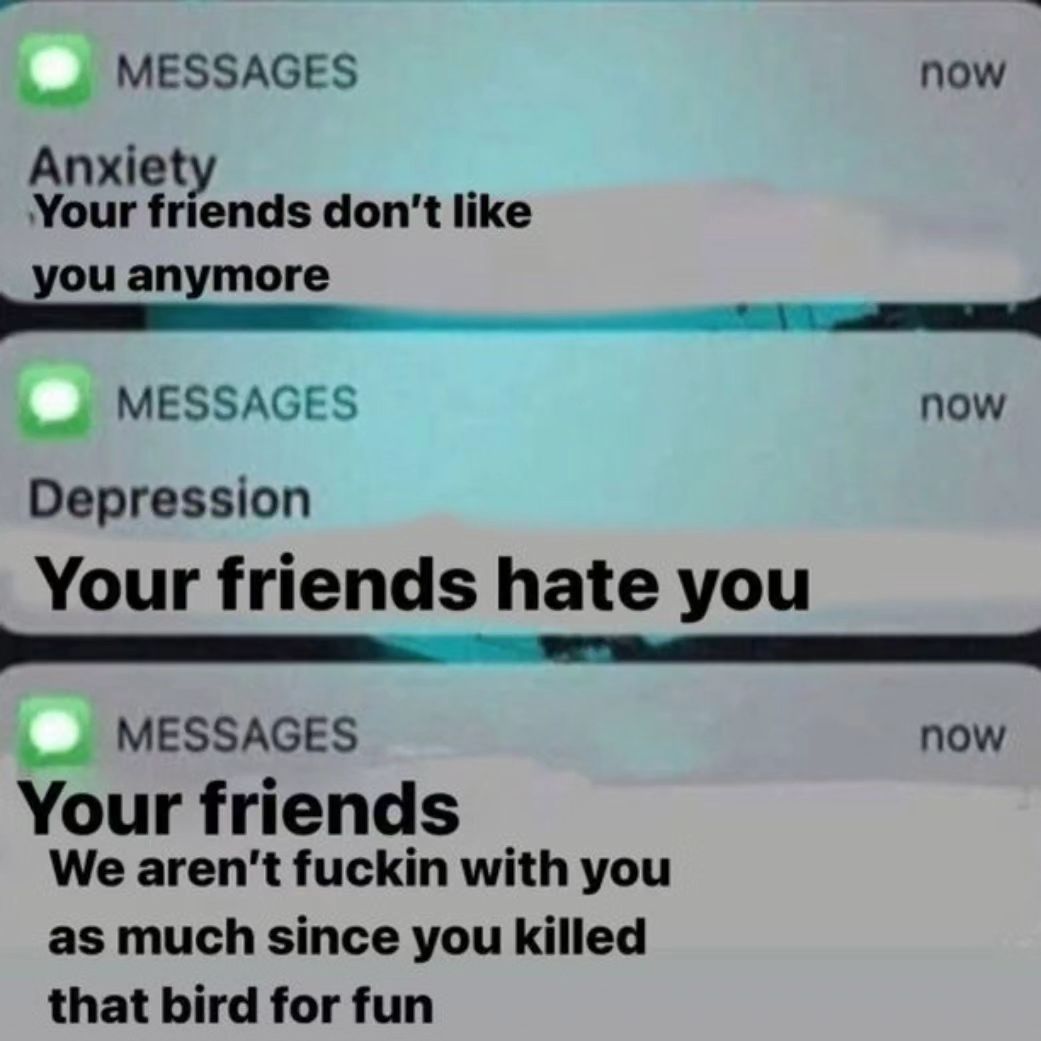 MESSAGES now
Anxiety
Your friends don't like
you anymore
MESSAGES now
Depression
Your friends hate you
MESSAGES now
Your friends
We aren't fuckin with you
as much since you killed
that bird for fun